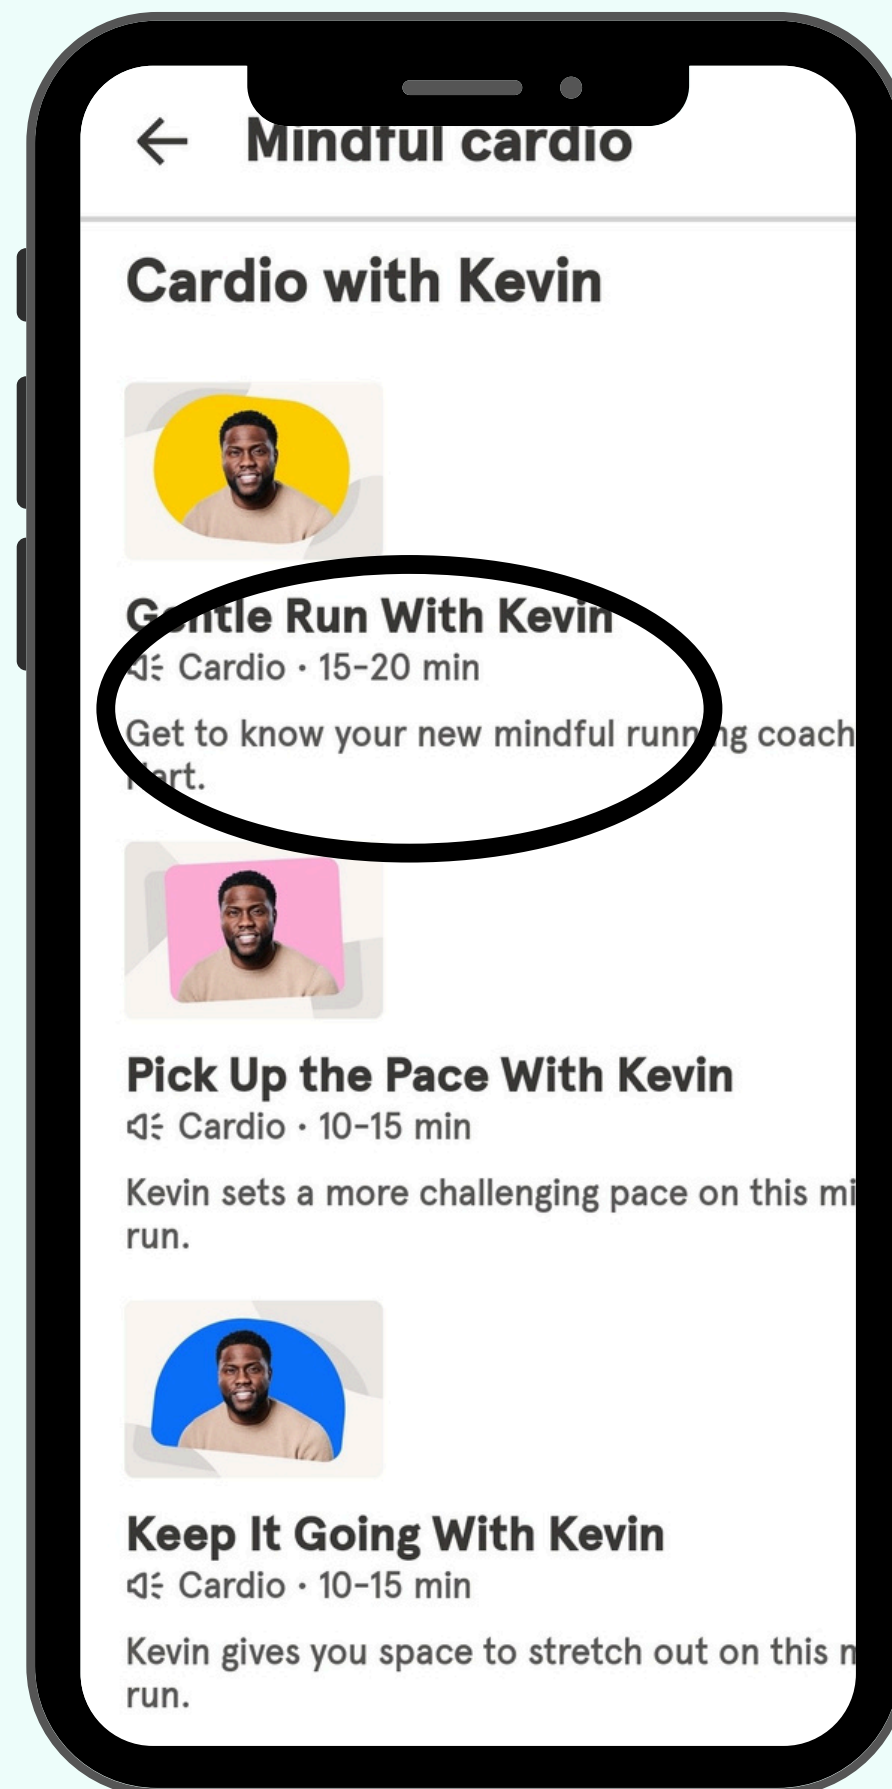 Mindful cardio
Cardio with Kevin
Gentle Run With Kevin
Cardio · 15-20 min
Get to know your new mindful running coach
Hart.
Pick Up the Pace With Kevin
Cardio · 10-15 min
Kevin sets a more challenging pace on this mi
run.
Keep It Going With Kevin
Cardio · 10-15 min
Kevin gives you space to stretch out on this m
run.